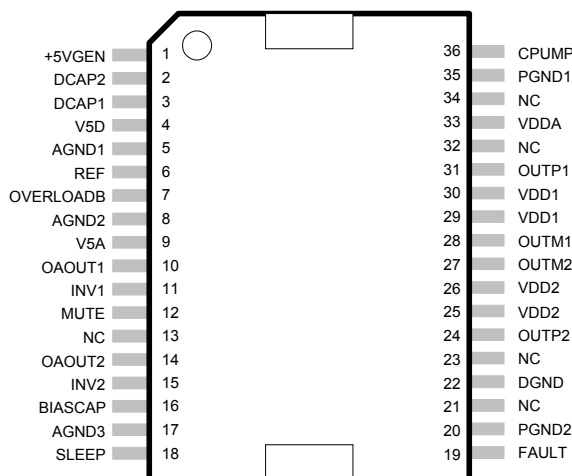 +5VGEN 1 36 CPUMP
DCAP2 2 35 PGND1
DCAP1 3 34 NC
V5D 4 33 VDDA
AGND1 5 32 NC
REF 6 31 OUTP1
OVERLOADB 7 30 VDD1
AGND2 8 29 VDD1
V5A 9 28 OUTM1
OAOUT1 10 27 OUTM2
INV1 11 26 VDD2
MUTE 12 25 VDD2
NC 13 24 OUTP2
OAOUT2 14 23 NC
INV2 15 22 DGND
BIASCAP 16 21 NC
AGND3 17 20 PGND2
SLEEP 18 19 FAULT